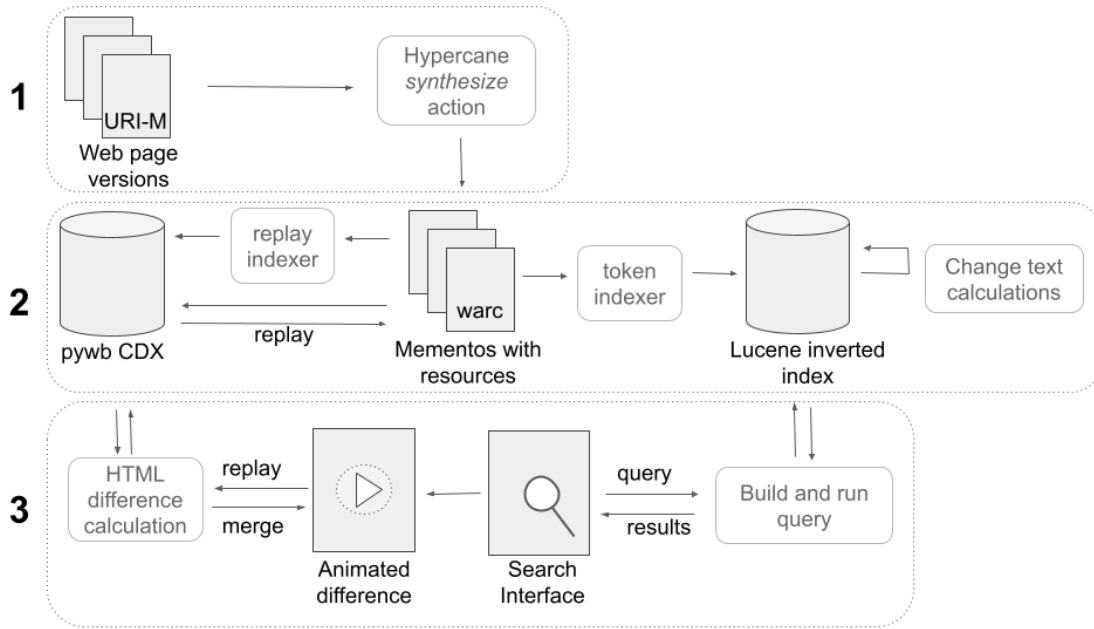 1
URI-M
Web page
versions
Hypercane
synthesize
action
2
pywb CDX
replay
indexer
replay
warc
Mementos with
resources
token
indexer
Lucene inverted
index
Change text
calculations
3
HTML
difference
calculation
replay
merge
Animated
difference
Search
Interface
query
results
Build and run
query